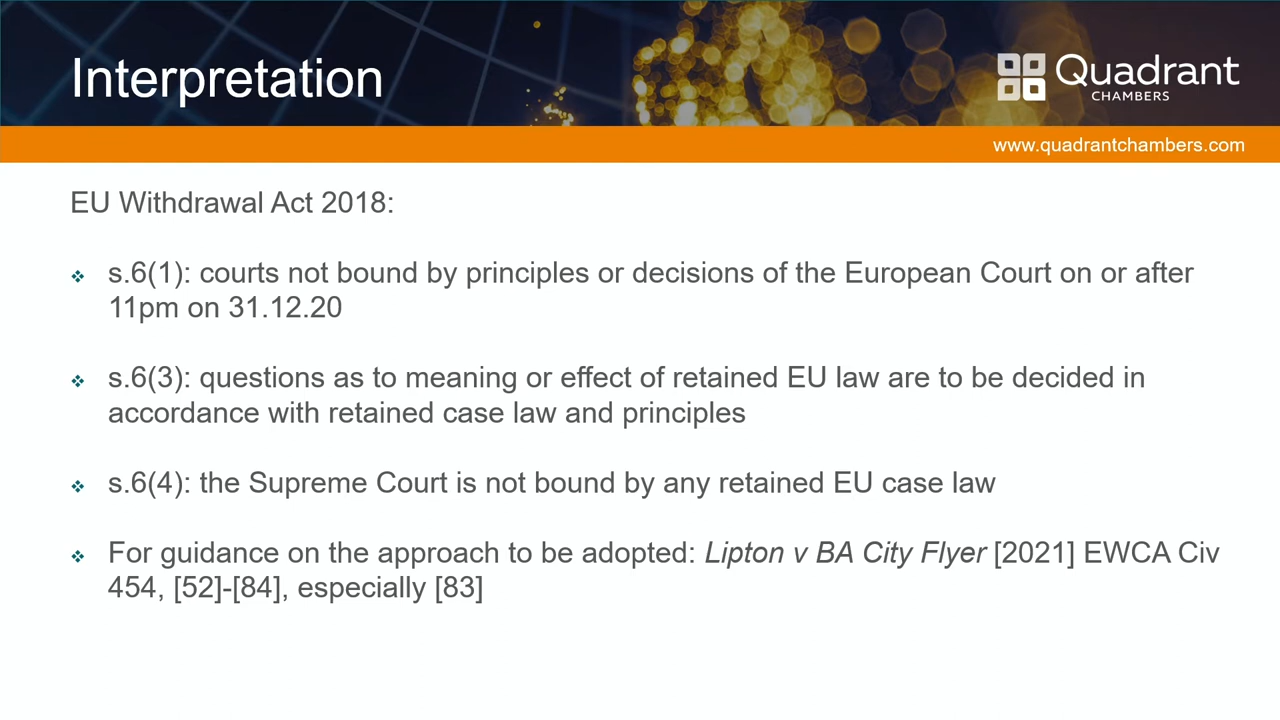 Interpretation
Quadrant
CHAMBERS
www.quadrantchambers.com
EU Withdrawal Act 2018:
s.6(1): courts not bound by principles or decisions of the European Court on or after
11pm on 31.12.20
s.6(3): questions as to meaning or effect of retained EU law are to be decided in
accordance with retained case law and principles
s.6(4): the Supreme Court is not bound by any retained EU case law
For guidance on the approach to be adopted: Lipton v BA City Flyer [2021] EWCA Civ
454, [52]-[84], especially [83]